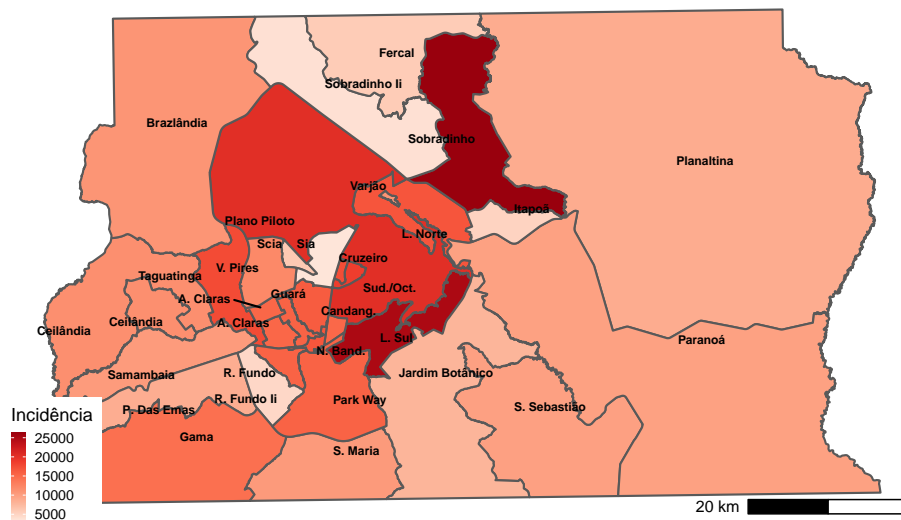 Fercal
Sobradinho Ii
Brazlândia
Sobradinho
Planaltina
Varjão
Itapoã
Plano Piloto
L. Norte
Scia
Sia
Cruzeiro
V. Pires
Taguatinga
Sud./Oct.
Guará
A. Claras
Candang.
Ceilândia
Ceilândia
A. Claras
L. Sul
Paranoá
N. Band.
Samambaia
R. Fundo
Jardim Botânico
R. Fundo Ii
Park Way
S. Sebastião
P. Das Emas
Gama
S. Maria
Incidência
25000
20000
15000
10000
5000
20 km